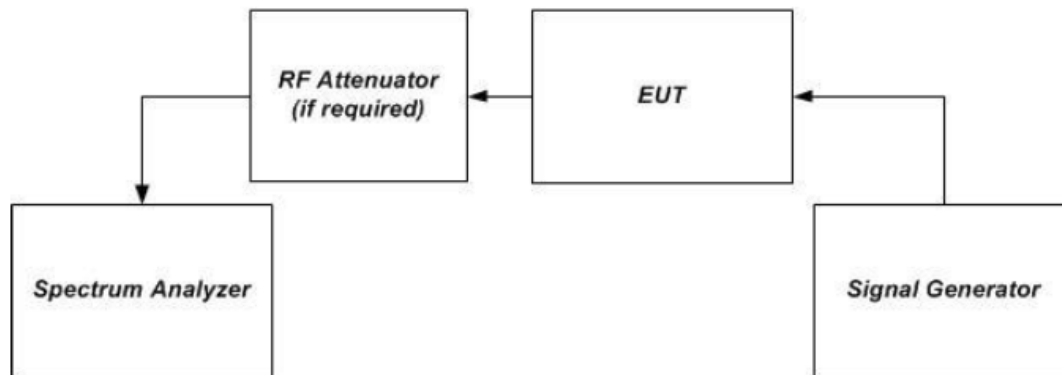 RF Attenuator
(if required)
EUT
Spectrum Analyzer
Signal Generator